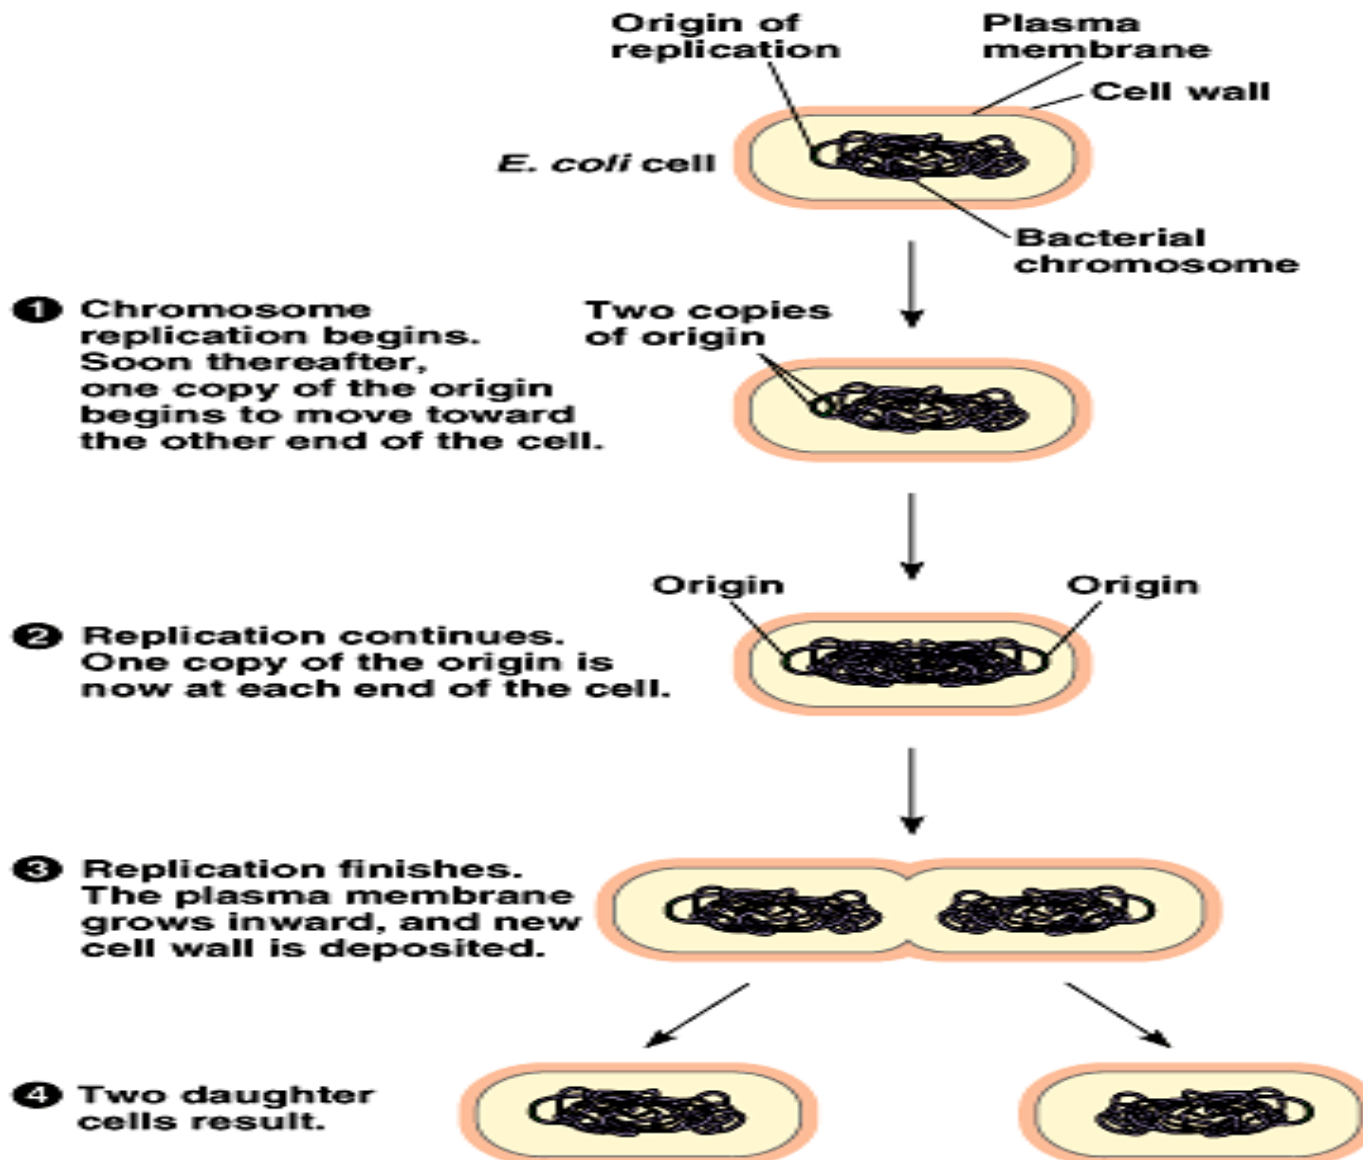 Origin of
replication
Plasma
membrane
Cell wall
E. coli cell
Bacterial
chromosome
1 Chromosome
replication begins.
Soon thereafter,
one copy of the origin
begins to move toward
the other end of the cell.
Two copies
of origin
Origin
Origin
2 Replication continues.
One copy of the origin is
now at each end of the cell.
3 Replication finishes.
The plasma membrane
grows inward, and new
cell wall is deposited.
4 Two daughter
cells result.